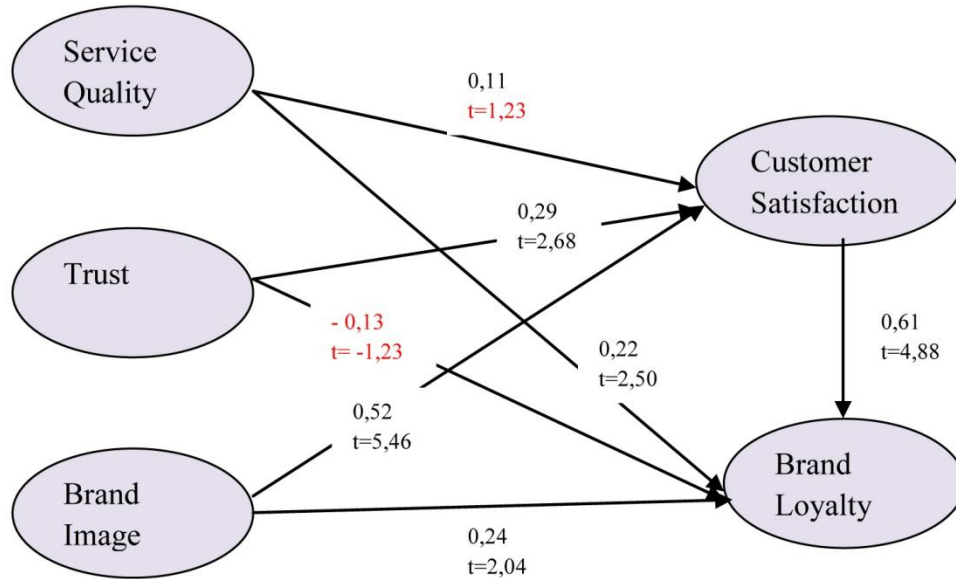 Service
Quality
0,11
t=1,23
Customer
Satisfaction
0,29
t=2,68
Trust
- 0,13
t= -1,23
0,22
t=2,50
0,61
t=4,88
0,52
t=5,46
Brand
Image
Brand
Loyalty
0,24
t=2,04